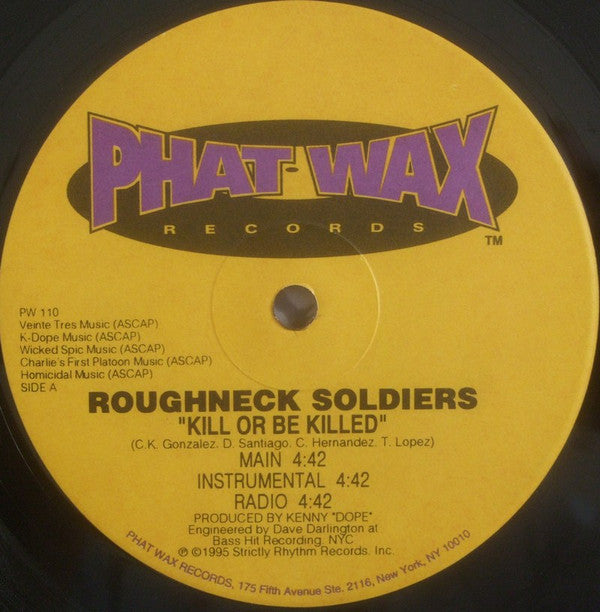 PHAT·WAX
RECORDS
TM
PW 110
Veinte Tres Music (ASCAP)
K-Dope Music (ASCAP)
Wicked Spic Music (ASCAP)
Charlie's First Platoon Music (ASCAP)
Homicidal Music (ASCAP)
SIDE A
ROUGHNECK SOLDIERS
"KILL OR BE KILLED"
(C.K. Gonzalez. D. Santiago. C. Hernandez. T. Lopez)
MAIN 4:42
INSTRUMENTAL 4:42
RADIO 4:42
PRODUCED BY KENNY "DOPE"
Engineered by Dave Darlington at
Bass Hit Recording. NYC
℗ ©1995 Strictly Rhythm Records. Inc.
PHAT WAX RECORDS, 175 Fifth Avenue Ste. 2116, New York, NY 10010